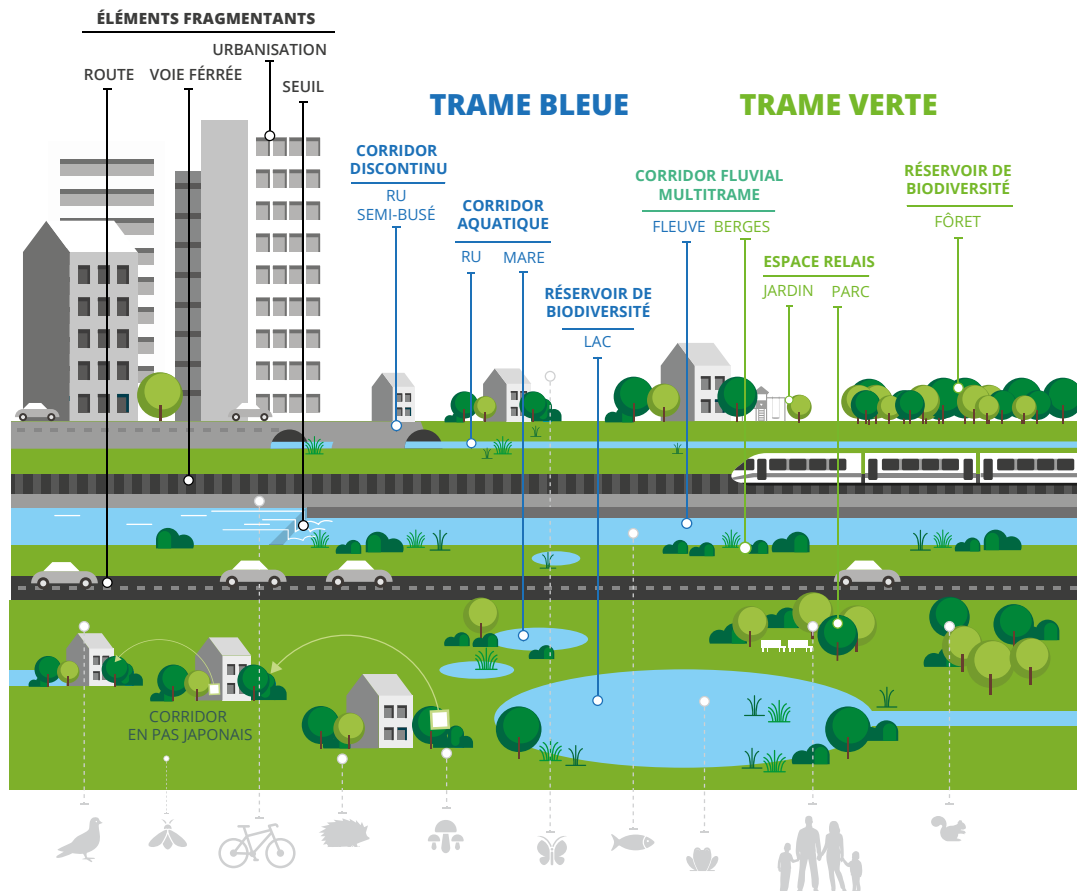 ÉLÉMENTS FRAGMENTANTS
URBANISATION
ROUTE
VOIE FÉRRÉE
SEUIL
TRAME BLEUE
TRAME VERTE
CORRIDOR
DISCONTINU
RU
SEMI-BUSÉ
CORRIDOR
AQUATIQUE
RU
MARE
RÉSERVOIR DE
BIODIVERSITÉ
LAC
CORRIDOR FLUVIAL
MULTITRAME
FLEUVE
BERGES
ESPACE RELAIS
JARDIN
PARC
RÉSERVOIR DE
BIODIVERSITÉ
FÔRET
CORRIDOR
EN PAS JAPONAIS